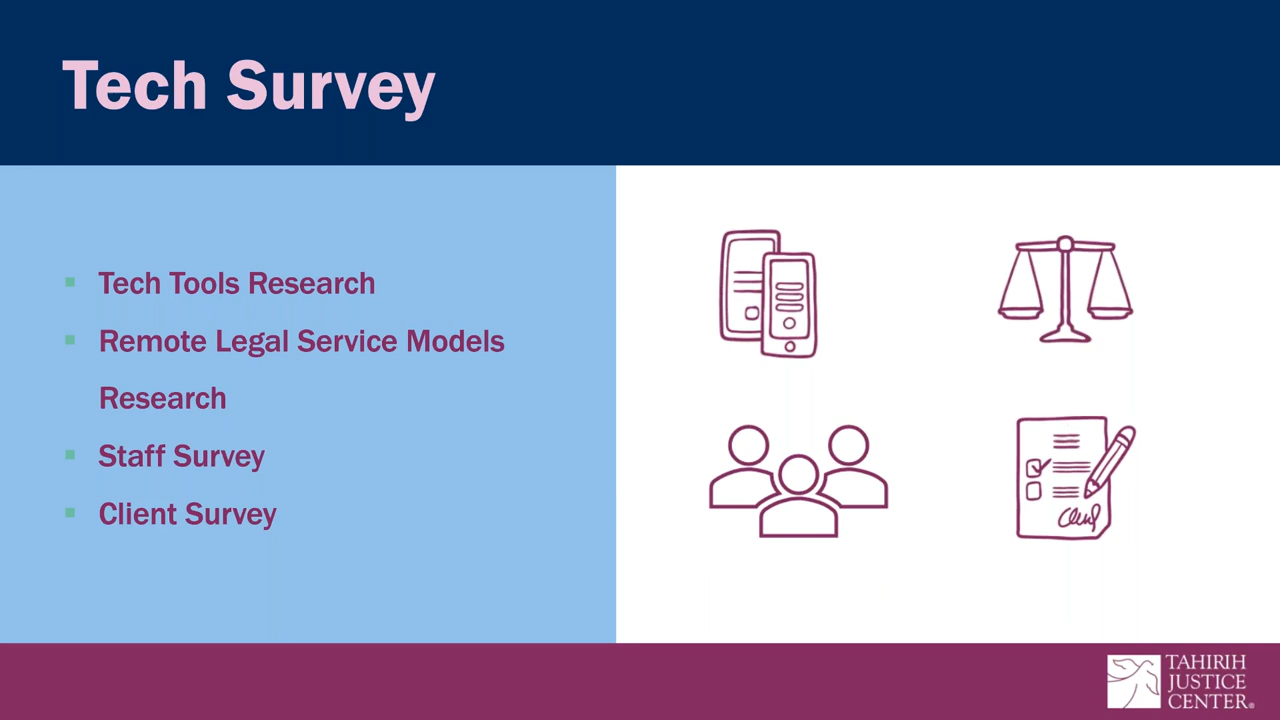 Tech Survey
Tech Tools Research
Remote Legal Service Models
Research
Staff Survey
Client Survey
TAHIRIH
JUSTICE
CENTER®